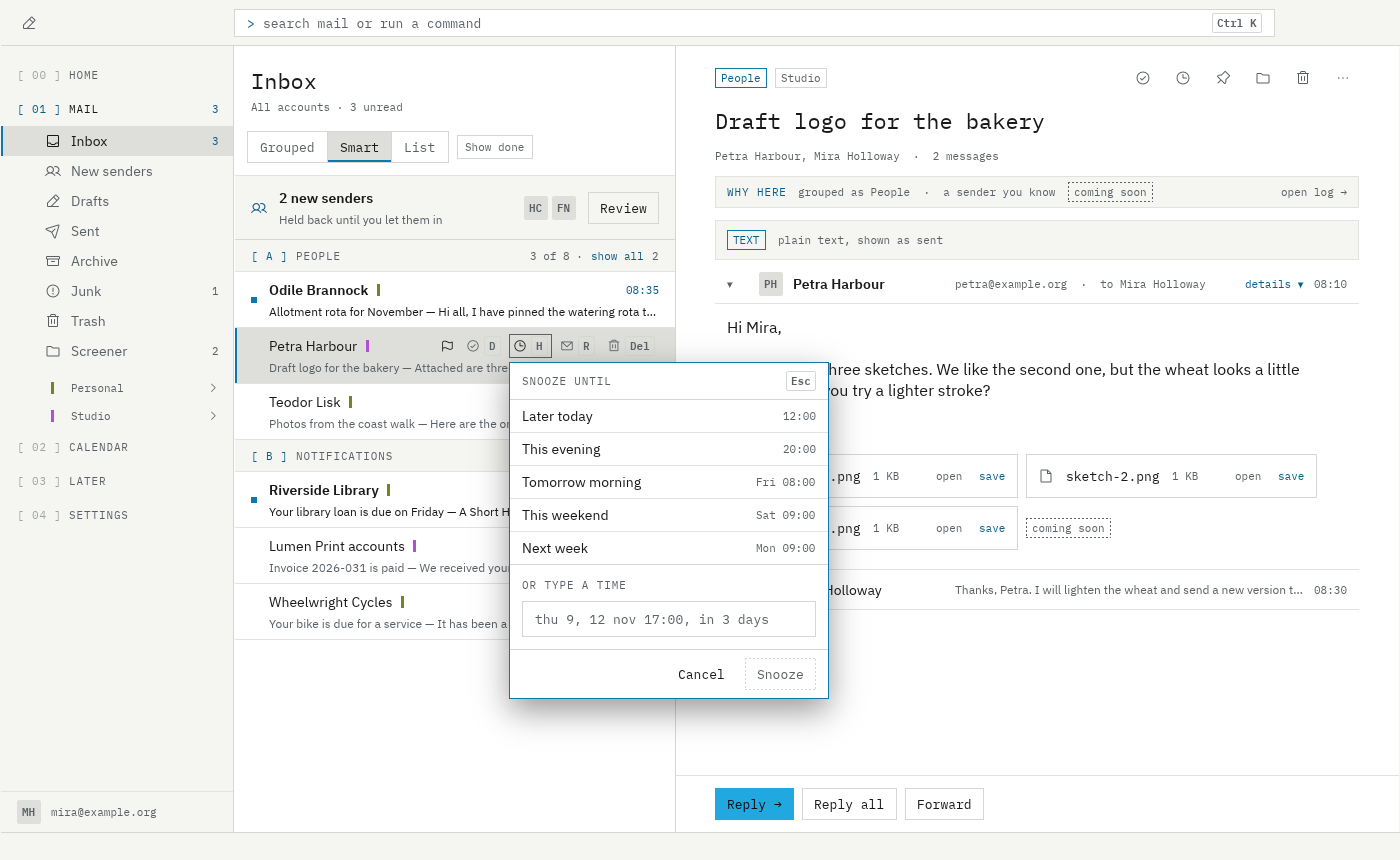 > search mail or run a command Ctrl K
[ 00 ] HOME
[ 01 ] MAIL 3
Inbox 3
New senders
Drafts
Sent
Archive
Junk 1
Trash
Screener 2
Personal
Studio
[ 02 ] CALENDAR
[ 03 ] LATER
[ 04 ] SETTINGS
MH mira@example.org
Inbox
All accounts · 3 unread
Grouped Smart List Show done
2 new senders
Held back until you let them in
HC FN Review
[ A ] PEOPLE 3 of 8 · show all 2
Odile Brannock 08:35
Allotment rota for November — Hi all, I have pinned the watering rota t…
Petra Harbour D H R Del
Draft logo for the bakery — Attached are thre
Teodor Lisk
Photos from the coast walk — Here are the
[ B ] NOTIFICATIONS
Riverside Library
Your library loan is due on Friday — A Short H
Lumen Print accounts
Invoice 2026-031 is paid — We received your
Wheelwright Cycles
Your bike is due for a service — It has been a
SNOOZE UNTIL Esc
Later today 12:00
This evening 20:00
Tomorrow morning Fri 08:00
This weekend Sat 09:00
Next week Mon 09:00
OR TYPE A TIME
thu 9, 12 nov 17:00, in 3 days
Cancel Snooze
People Studio
Draft logo for the bakery
Petra Harbour, Mira Holloway · 2 messages
WHY HERE grouped as People · a sender you know coming soon open log →
TEXT plain text, shown as sent
▾ PH Petra Harbour petra@example.org · to Mira Holloway details ▾ 08:10
Hi Mira,
hree sketches. We like the second one, but the wheat looks a little
you try a lighter stroke?
.png 1 KB open save
sketch-2.png 1 KB open save
.png 1 KB open save
coming soon
Holloway Thanks, Petra. I will lighten the wheat and send a new version t… 08:30
Reply → Reply all Forward